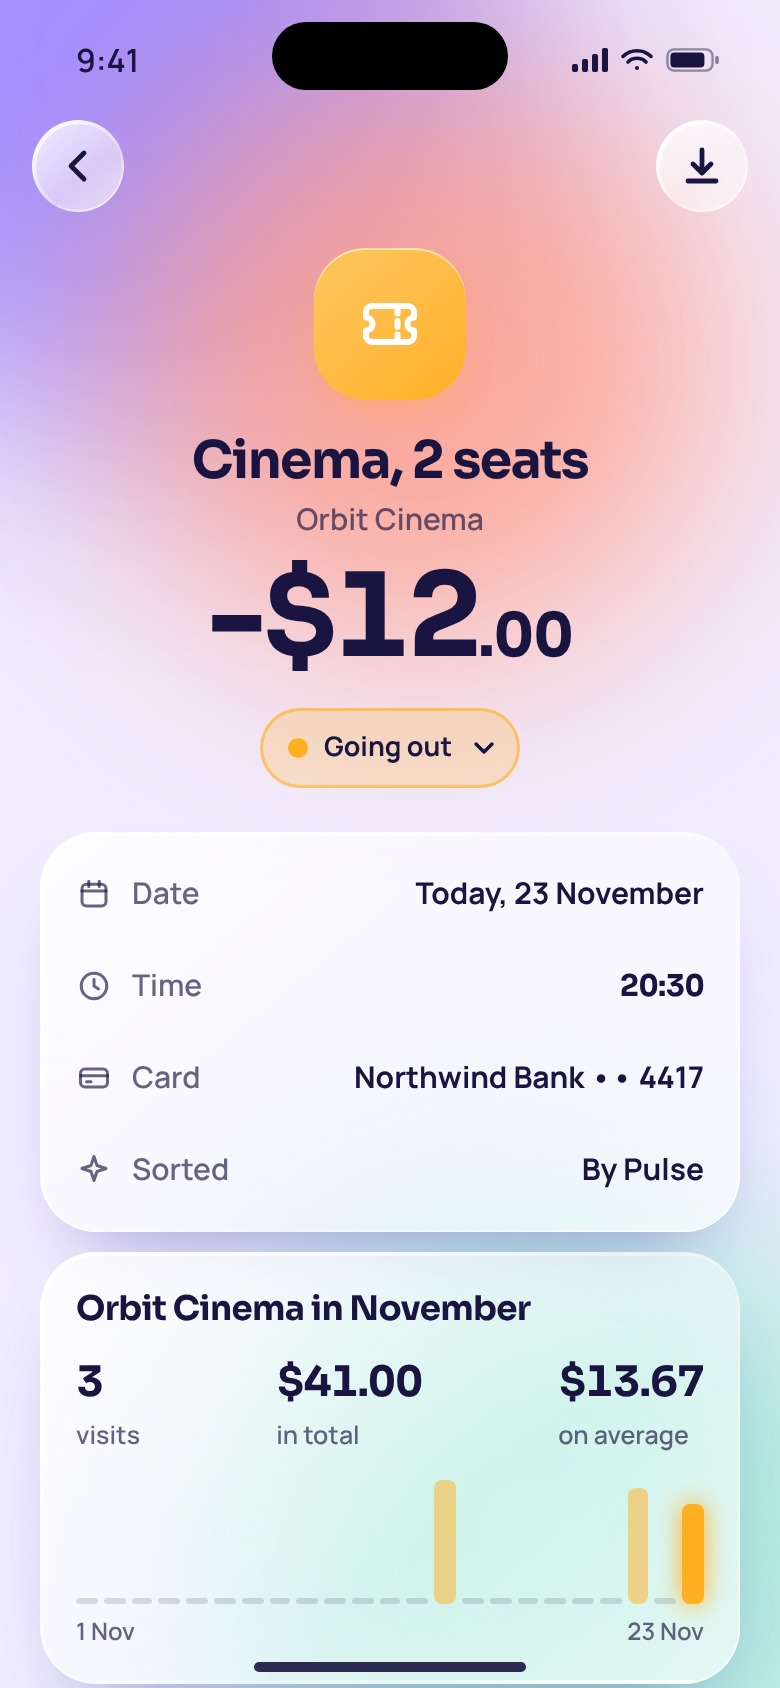 9:41
Cinema, 2 seats
Orbit Cinema
-$12.00
Going out
Date Today, 23 November
Time 20:30
Card Northwind Bank • • 4417
Sorted By Pulse
Orbit Cinema in November
3 $41.00 $13.67
visits in total on average
1 Nov 23 Nov